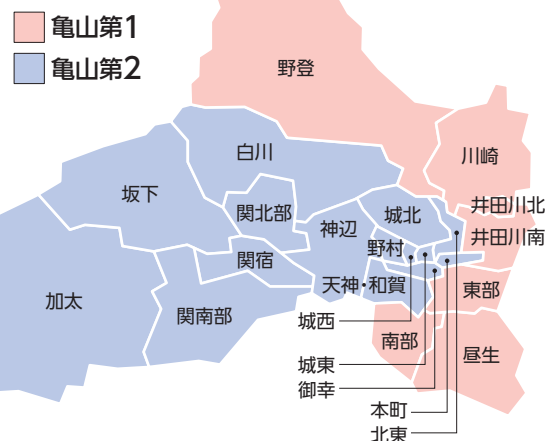 亀山第1
亀山第2
野登
白川
川崎
坂下
関北部
井田川北
城北
神辺
井田川南
野村
関宿
天神・和賀
東部
加太
関南部
城西
南部
昼生
城東
御幸
本町
北東